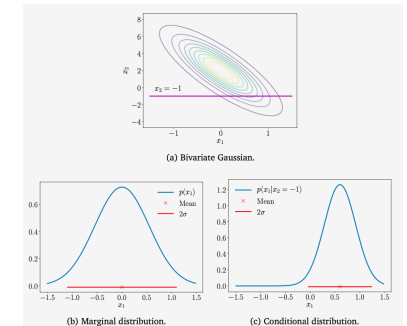 8
6
4
2
0
−2
−4
x₂
x₂ = −1
−1
0
1
x₁
(a) Bivariate Gaussian.
0.6
0.4
0.2
0.0
p(x₁)
Mean
2σ
−1.5
−1.0
−0.5
0.0
0.5
1.0
1.5
x₁
(b) Marginal distribution.
1.2
1.0
0.8
0.6
0.4
0.2
0.0
p(x₁|x₂ = −1)
Mean
2σ
−1.5
−1.0
−0.5
0.0
0.5
1.0
1.5
x₁
(c) Conditional distribution.